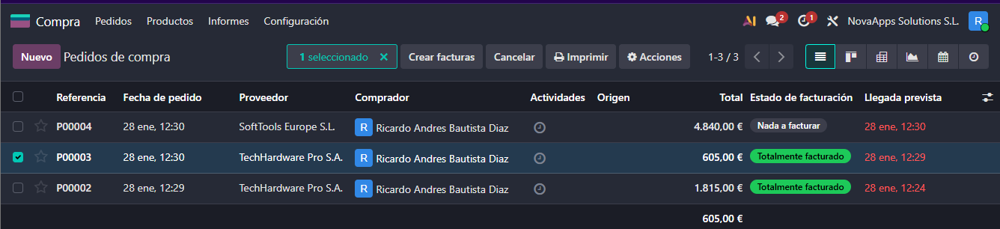 Compra Pedidos Productos Informes Configuración AI 2 1 NovaApps Solutions S.L. R
Nuevo Pedidos de compra 1 seleccionado × Crear facturas Cancelar Imprimir Acciones 1-3 / 3
Referencia Fecha de pedido Proveedor Comprador Actividades Origen Total Estado de facturación Llegada prevista
P00004 28 ene, 12:30 SoftTools Europe S.L. R Ricardo Andres Bautista Diaz 4.840,00 € Nada a facturar 28 ene, 12:30
P00003 28 ene, 12:30 TechHardware Pro S.A. R Ricardo Andres Bautista Diaz 605,00 € Totalmente facturado 28 ene, 12:29
P00002 28 ene, 12:29 TechHardware Pro S.A. R Ricardo Andres Bautista Diaz 1.815,00 € Totalmente facturado 28 ene, 12:24
605,00 €